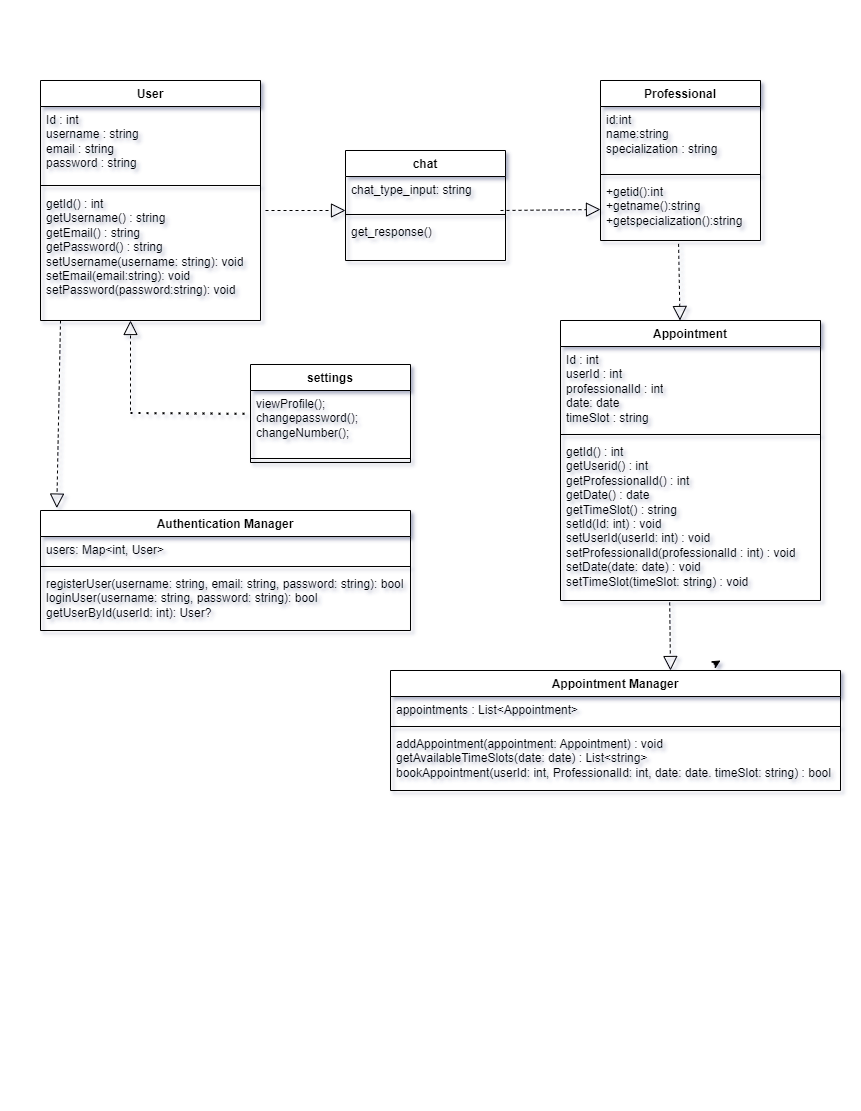 User
Id : int
username : string
email : string
password : string
getId() : int
getUsername() : string
getEmail() : string
getPassword() : string
setUsername(username: string): void
setEmail(email:string): void
setPassword(password:string): void
chat
chat_type_input: string
get_response()
Professional
id:int
name:string
specialization : string
+getid():int
+getname():string
+getspecialization():string
settings
viewProfile();
changepassword();
changeNumber();
Appointment
Id : int
userId : int
professionalId : int
date: date
timeSlot : string
getId() : int
getUserid() : int
getProfessionalId() : int
getDate() : date
getTimeSlot() : string
setId(Id: int) : void
setUserId(userId: int) : void
setProfessionalId(professionalId : int) : void
setDate(date: date) : void
setTimeSlot(timeSlot: string) : void
Authentication Manager
users: Map<int, User>
registerUser(username: string, email: string, password: string): bool
loginUser(username: string, password: string): bool
getUserById(userId: int): User?
Appointment Manager
appointments : List<Appointment>
addAppointment(appointment: Appointment) : void
getAvailableTimeSlots(date: date) : List<string>
bookAppointment(userId: int, ProfessionalId: int, date: date. timeSlot: string) : bool